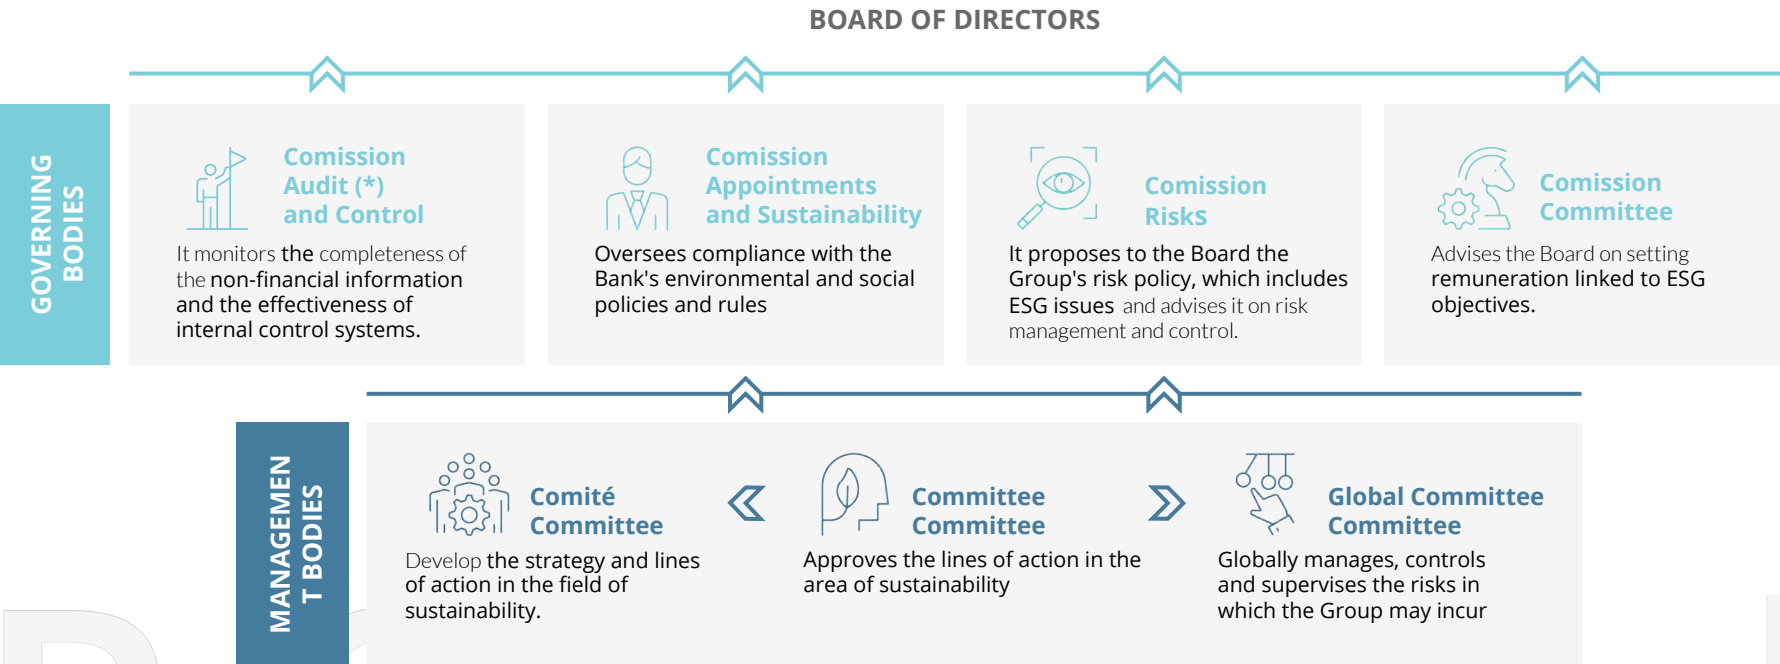 BOARD OF DIRECTORS
GOVERNING
BODIES
Comission
Audit (*)
and Control
It monitors the completeness of
the non-financial information
and the effectiveness of
internal control systems.
Comission
Appointments
and Sustainability
Oversees compliance with the
Bank's environmental and social
policies and rules
Comission
Risks
It proposes to the Board the
Group's risk policy, which includes
ESG issues and advises it on risk
management and control.
Comission
Committee
Advises the Board on setting
remuneration linked to ESG
objectives.
MANAGEMEN
T BODIES
Comité
Committee
Develop the strategy and lines
of action in the field of
sustainability.
Committee
Committee
Approves the lines of action in the
area of sustainability
Global Committee
Committee
Globally manages, controls
and supervises the risks in
which the Group may incur